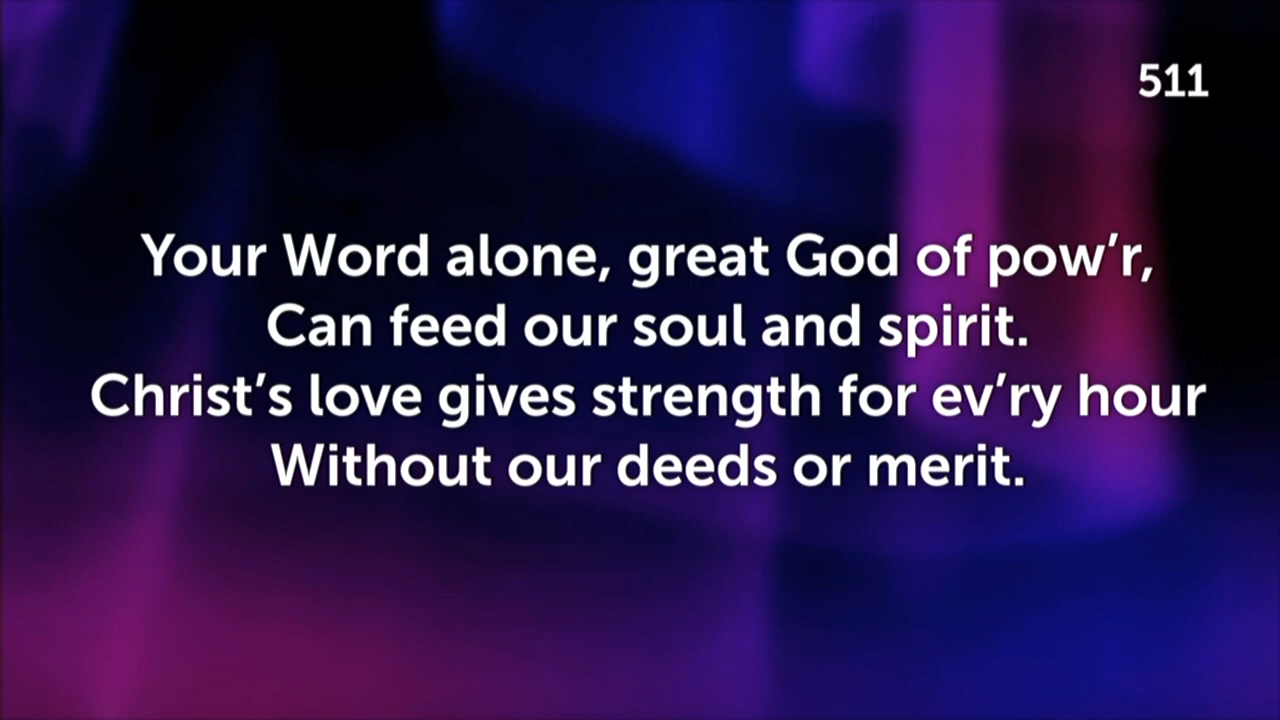 511
Your Word alone, great God of pow’r,
Can feed our soul and spirit.
Christ’s love gives strength for ev’ry hour
Without our deeds or merit.